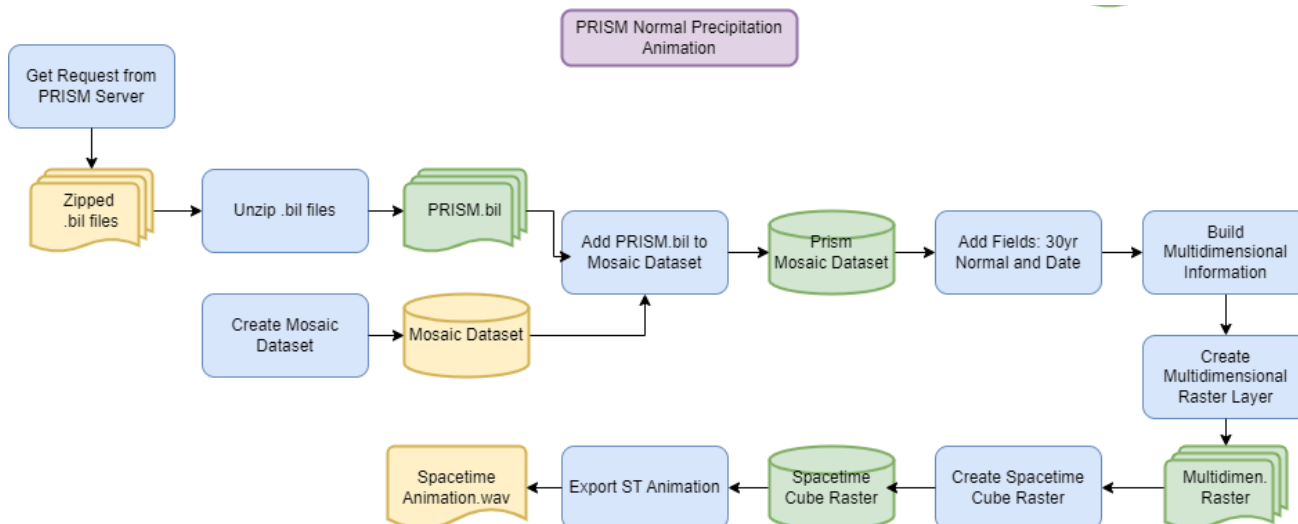 PRISM Normal Precipitation
Animation
Get Request from
PRISM Server
Zipped
.bil files
Unzip .bil files
PRISM.bil
Add PRISM.bil to
Mosaic Dataset
Prism
Mosaic Dataset
Add Fields: 30yr
Normal and Date
Build
Multidimensional
Information
Create Mosaic
Dataset
Mosaic Dataset
Create
Multidimensional
Raster Layer
Multidimen.
Raster
Create Spacetime
Cube Raster
Spacetime
Cube Raster
Export ST Animation
Spacetime
Animation.wav